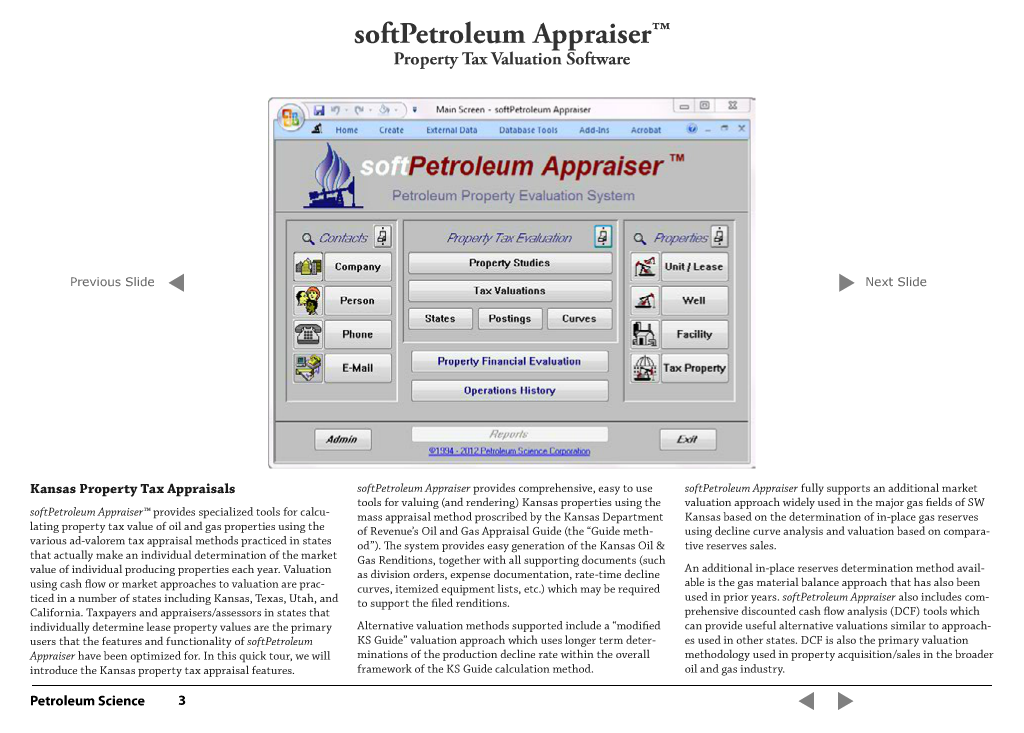 softPetroleum Appraiser™
Property Tax Valuation Software
Main Screen - softPetroleum Appraiser
Home Create External Data Database Tools Add-Ins Acrobat
softPetroleum Appraiser ™
Petroleum Property Evaluation System
Contacts
Company
Person
Phone
E-Mail
Property Tax Evaluation
Property Studies
Tax Valuations
States Postings Curves
Property Financial Evaluation
Operations History
Properties
Unit / Lease
Well
Facility
Tax Property
Admin
Reports
Exit
©1994 - 2012 Petroleum Science Corporation
Previous Slide
Next Slide
Kansas Property Tax Appraisals
softPetroleum Appraiser™ provides specialized tools for calcu-
lating property tax value of oil and gas properties using the
various ad-valorem tax appraisal methods practiced in states
that actually make an individual determination of the market
value of individual producing properties each year. Valuation
using cash flow or market approaches to valuation are prac-
ticed in a number of states including Kansas, Texas, Utah, and
California. Taxpayers and appraisers/assessors in states that
individually determine lease property values are the primary
users that the features and functionality of softPetroleum
Appraiser have been optimized for. In this quick tour, we will
introduce the Kansas property tax appraisal features.
softPetroleum Appraiser provides comprehensive, easy to use
tools for valuing (and rendering) Kansas properties using the
mass appraisal method proscribed by the Kansas Department
of Revenue's Oil and Gas Appraisal Guide (the “Guide meth-
od”). The system provides easy generation of the Kansas Oil &
Gas Renditions, together with all supporting documents (such
as division orders, expense documentation, rate-time decline
curves, itemized equipment lists, etc.) which may be required
to support the filed renditions.
Alternative valuation methods supported include a “modified
KS Guide” valuation approach which uses longer term deter-
minations of the production decline rate within the overall
framework of the KS Guide calculation method.
softPetroleum Appraiser fully supports an additional market
valuation approach widely used in the major gas fields of SW
Kansas based on the determination of in-place gas reserves
using decline curve analysis and valuation based on compara-
tive reserves sales.
An additional in-place reserves determination method avail-
able is the gas material balance approach that has also been
used in prior years. softPetroleum Appraiser also includes com-
prehensive discounted cash flow analysis (DCF) tools which
can provide useful alternative valuations similar to approach-
es used in other states. DCF is also the primary valuation
methodology used in property acquisition/sales in the broader
oil and gas industry.
Petroleum Science 3